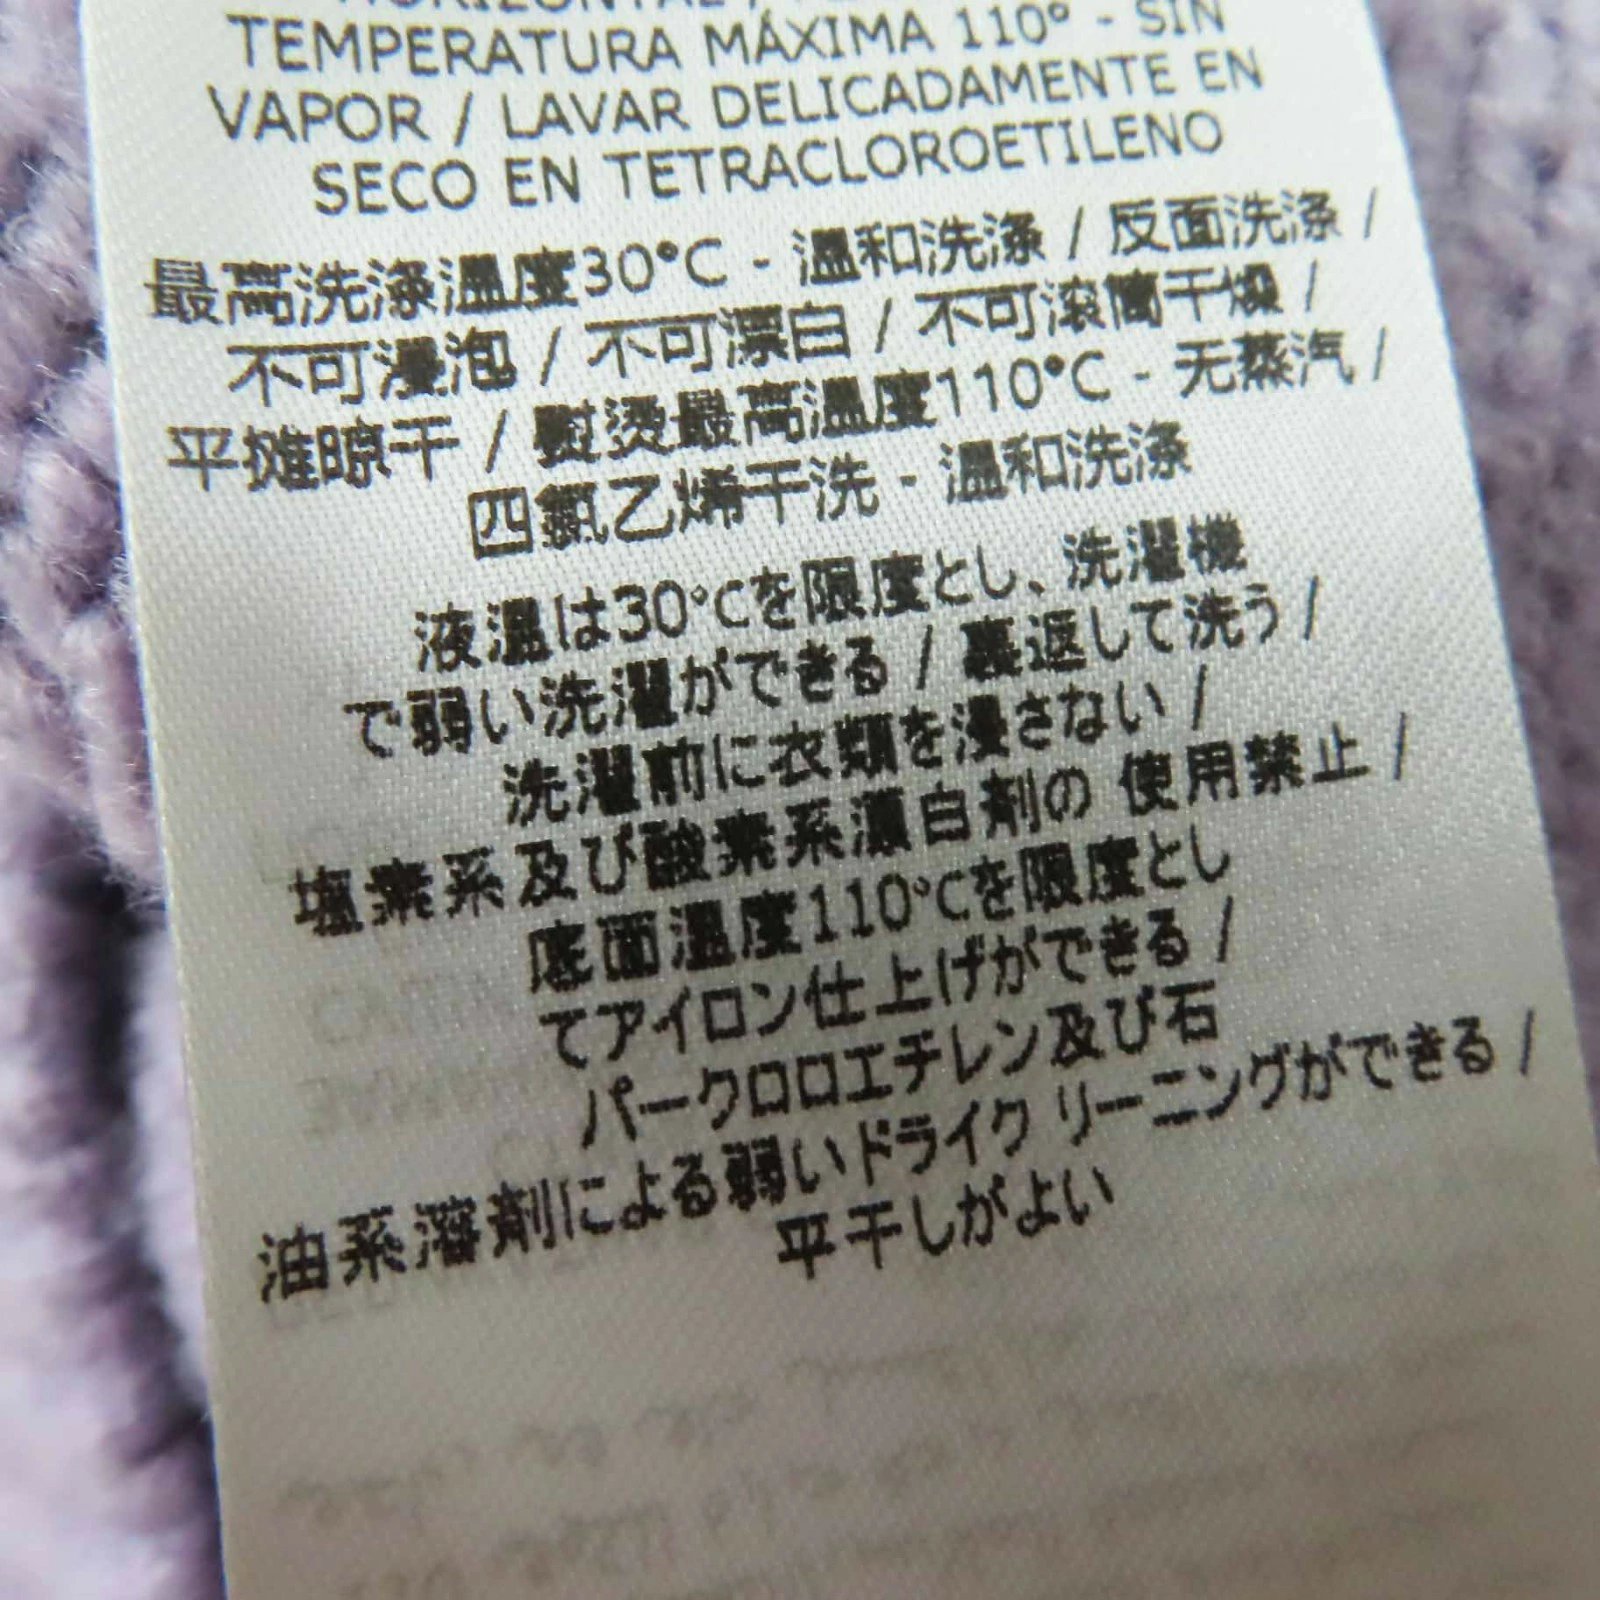 TEMPERATURA MÁXIMA 110° - SIN
VAPOR / LAVAR DELICADAMENTE EN
SECO EN TETRACLOROETILENO
最高洗涤温度30°C - 温和洗涤 / 反面洗涤 /
不可浸泡 / 不可漂白 / 不可滚筒干燥 /
平摊晾干 / 熨烫最高温度110°C - 无蒸汽 /
四氯乙烯干洗 - 温和洗涤
液温は30℃を限度とし、洗濯機
で弱い洗濯ができる / 裏返して洗う /
洗濯前に衣類を浸さない /
塩素系及び酸素系漂白剤の 使用禁止 /
底面温度110℃を限度とし
てアイロン仕上げができる /
パークロロエチレン及び石
油系溶剤による弱いドライク リーニングができる /
平干しがよい